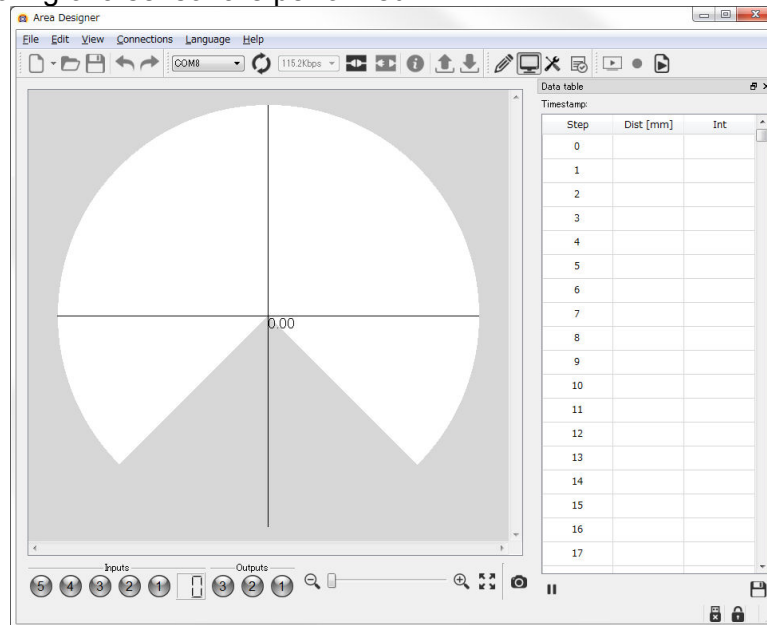 Area Designer
File Edit View Connections Language Help
COM8 115.2Kbps
Data table
Timestamp:
Step Dist [mm] Int
0
1
2
3
4
5
6
7
8
9
10
11
12
13
14
15
16
17
0.00
Inputs Outputs
5 4 3 2 1 0 3 2 1